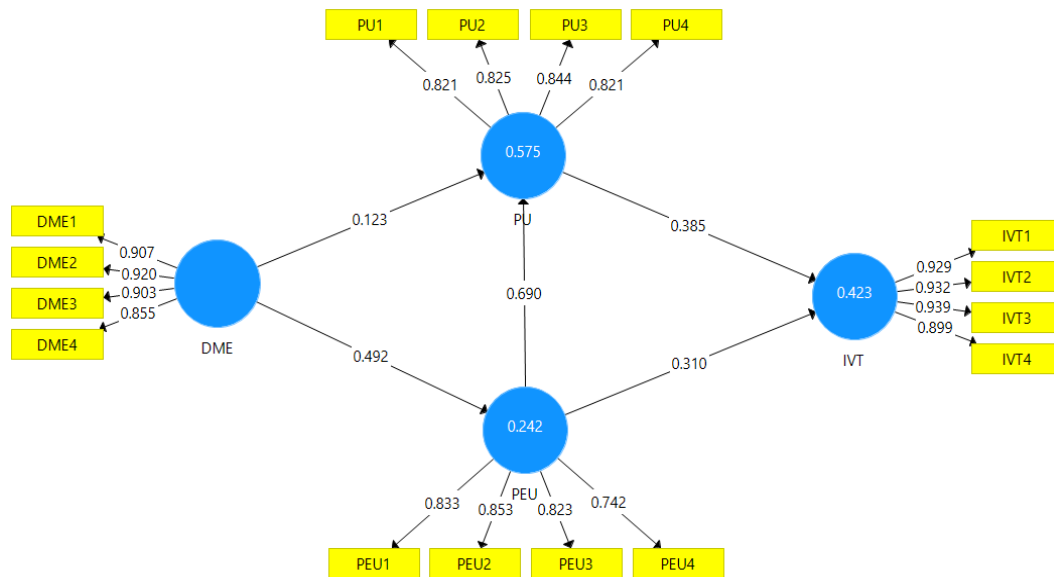 PU1 PU2 PU3 PU4
0.821 0.825 0.844 0.821
0.575
PU
DME1
DME2
DME3
DME4
0.907
0.920
0.903
0.855
DME
0.123
0.492
0.690
0.385
0.310
0.423
IVT
0.929
0.932
0.939
0.899
IVT1
IVT2
IVT3
IVT4
0.242
PEU
0.833 0.853 0.823 0.742
PEU1 PEU2 PEU3 PEU4